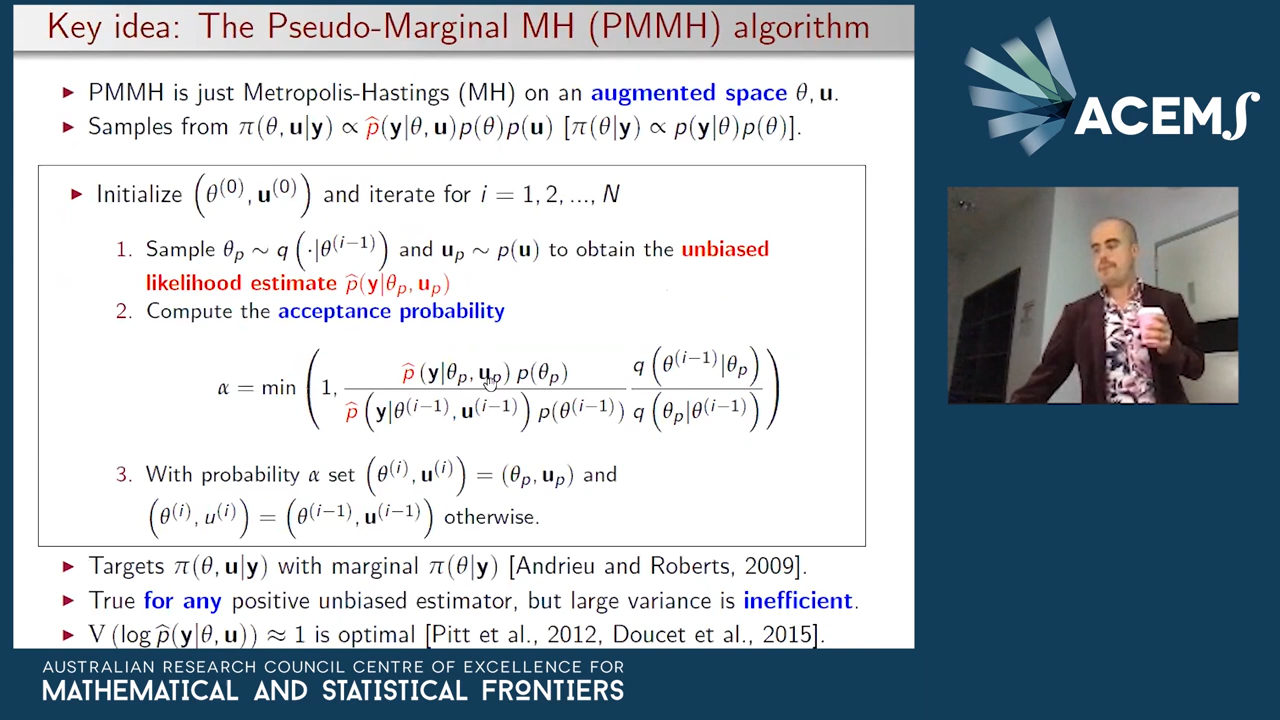 Key idea: The Pseudo-Marginal MH (PMMH) algorithm
▶ PMMH is just Metropolis-Hastings (MH) on an augmented space θ, u.
▶ Samples from π(θ, u|y) ∝ p̂(y|θ, u)p(θ)p(u) [π(θ|y) ∝ p(y|θ)p(θ)].
▶ Initialize (θ^(0), u^(0)) and iterate for i = 1, 2, ..., N
1. Sample θ_p ∼ q(·|θ^(i−1)) and u_p ∼ p(u) to obtain the unbiased
likelihood estimate p̂(y|θ_p, u_p)
2. Compute the acceptance probability
α = min (1, p̂(y|θ_p, u_p) p(θ_p) / p̂(y|θ^(i−1), u^(i−1)) p(θ^(i−1)) q(θ^(i−1)|θ_p) / q(θ_p|θ^(i−1)))
3. With probability α set (θ^(i), u^(i)) = (θ_p, u_p) and
(θ^(i), u^(i)) = (θ^(i−1), u^(i−1)) otherwise.
▶ Targets π(θ, u|y) with marginal π(θ|y) [Andrieu and Roberts, 2009].
▶ True for any positive unbiased estimator, but large variance is inefficient.
▶ V(log p̂(y|θ, u)) ≈ 1 is optimal [Pitt et al., 2012, Doucet et al., 2015].
ACEMS
AUSTRALIAN RESEARCH COUNCIL CENTRE OF EXCELLENCE FOR
MATHEMATICAL AND STATISTICAL FRONTIERS